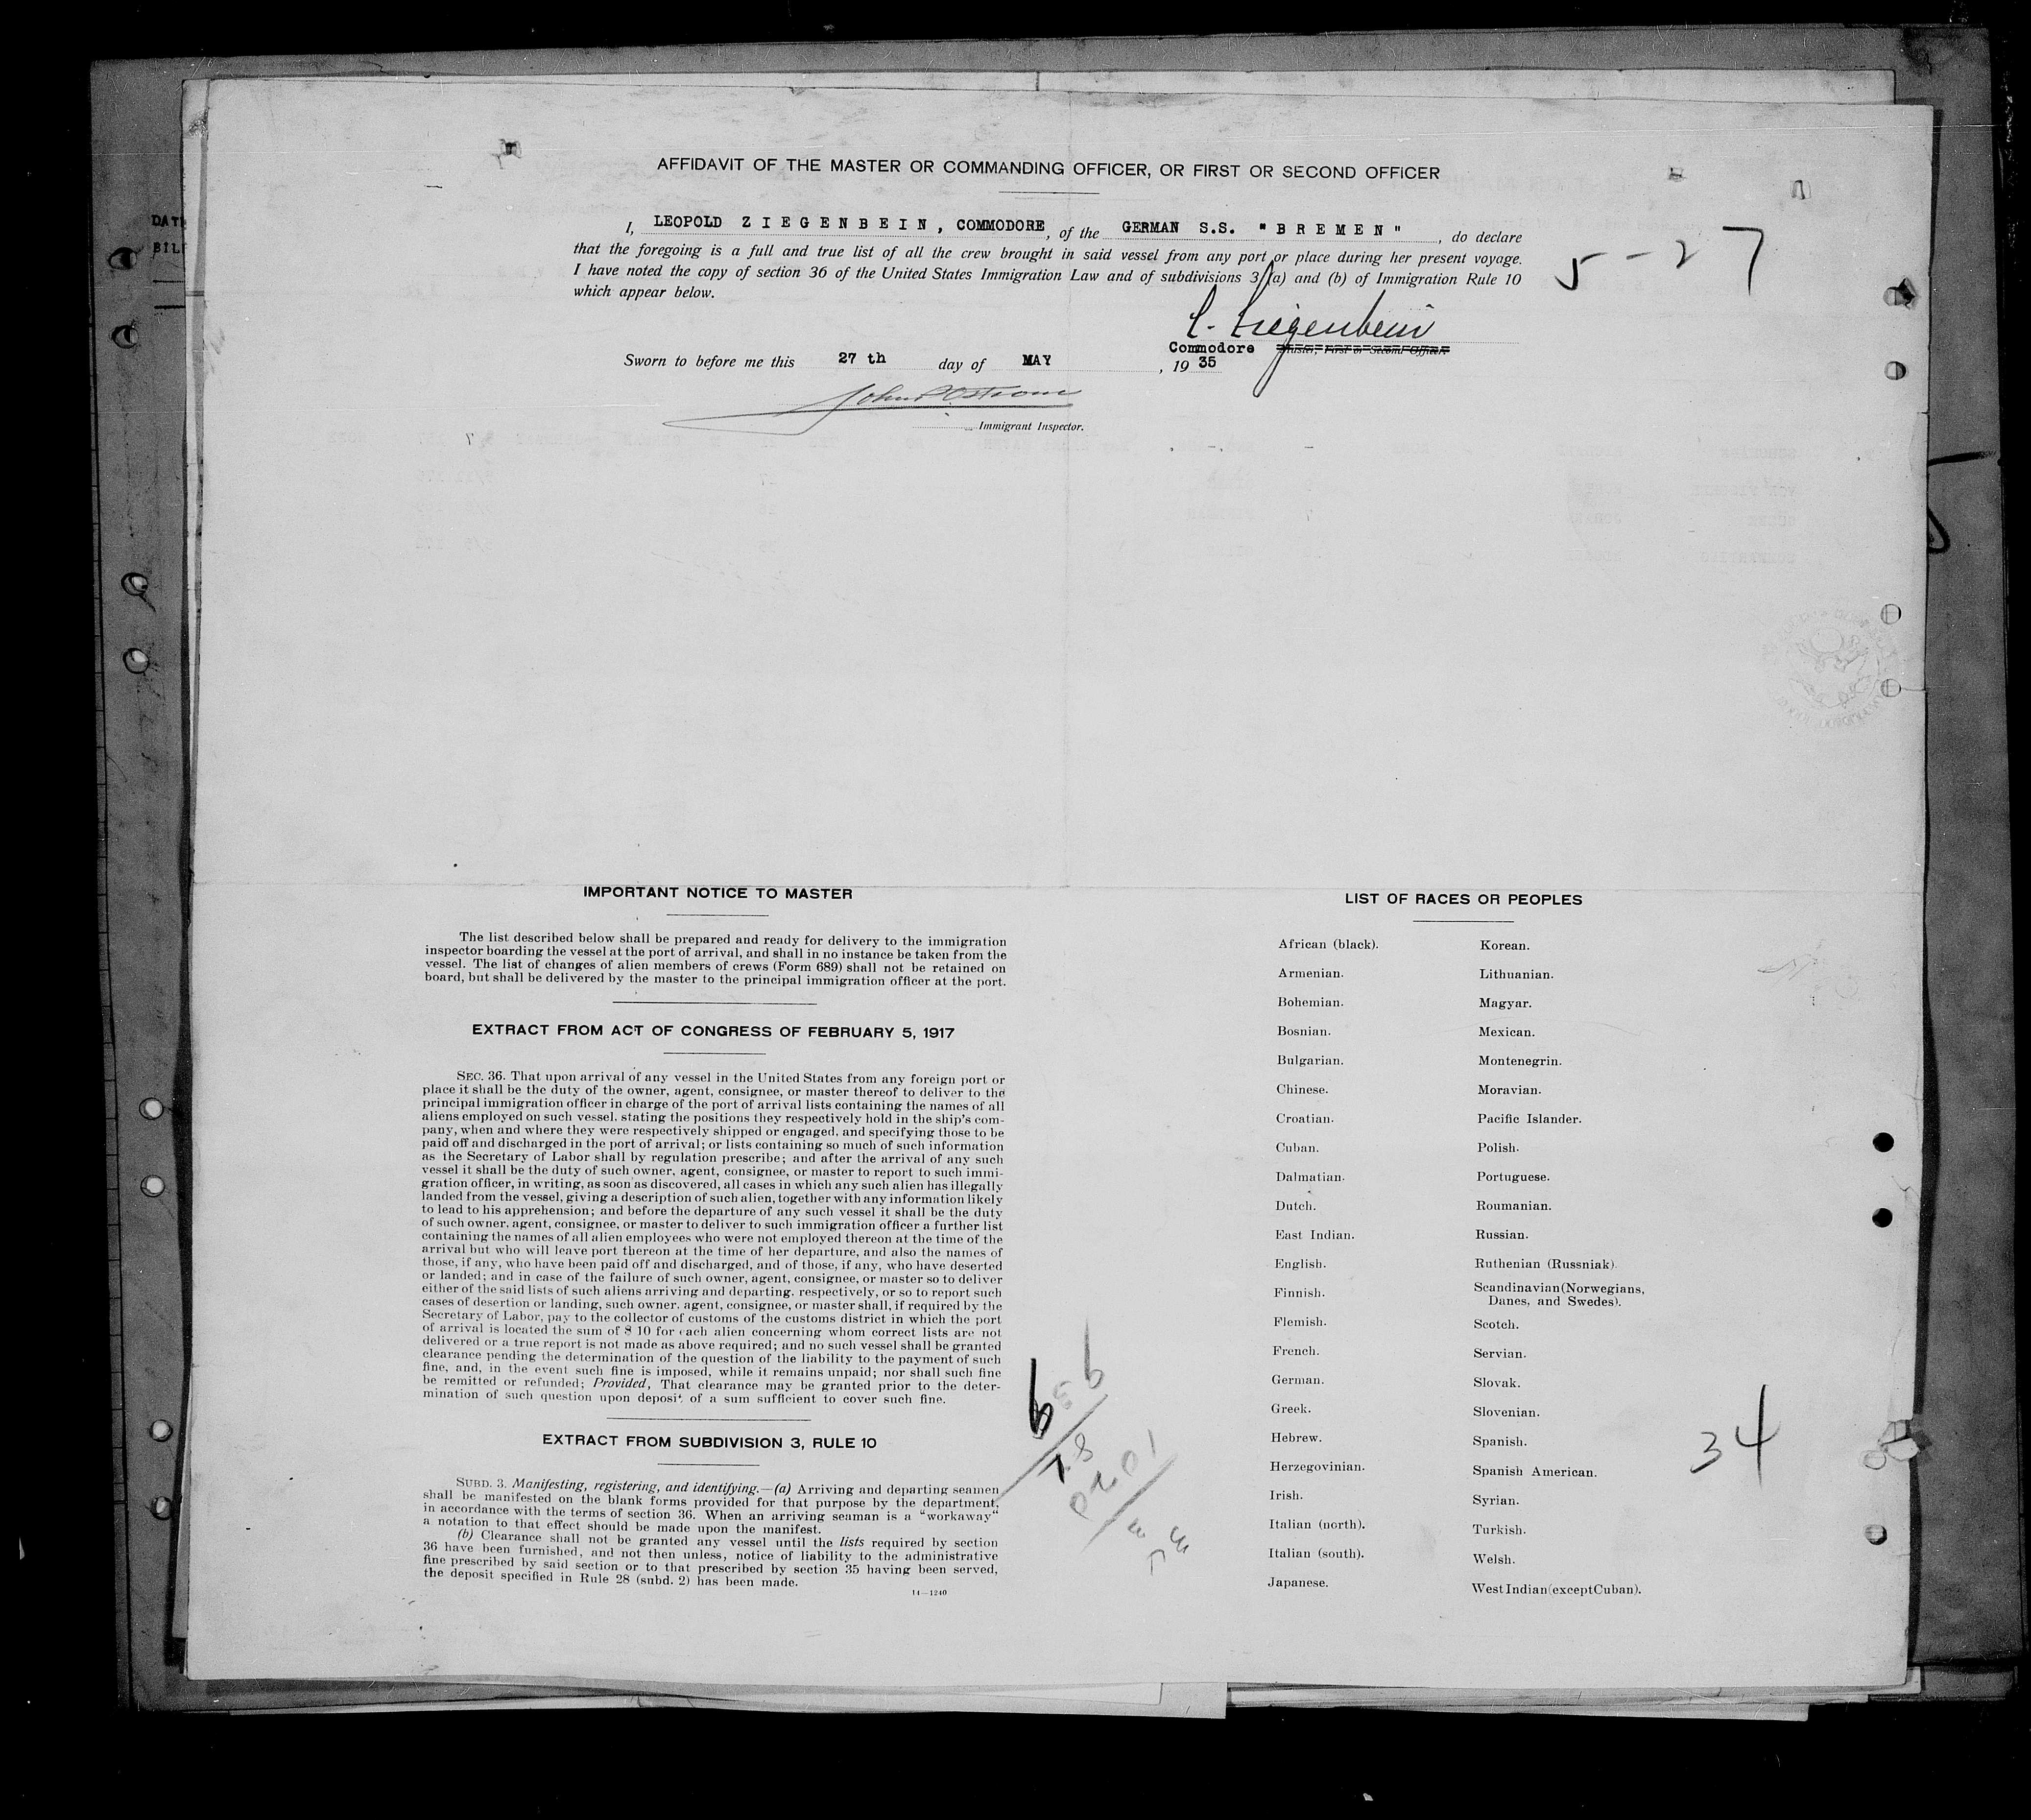 DAT
BIL
AFFIDAVIT OF THE MASTER OR COMMANDING OFFICER, OR FIRST OR SECOND OFFICER
I, LEOPOLD Z I E G E N B E I N , COMMODORE, of the GERMAN S.S. "B R E M E N" , do declare
that the foregoing is a full and true list of all the crew brought in said vessel from any port or place during her present voyage.
I have noted the copy of section 36 of the United States Immigration Law and of subdivisions 3 (a) and (b) of Immigration Rule 10
which appear below.
5-27
L. Ziegenbein
Commodore Master, First or Second Officer.
Sworn to before me this 27 th day of MAY , 19 35
Immigrant Inspector.
IMPORTANT NOTICE TO MASTER
The list described below shall be prepared and ready for delivery to the immigration
inspector boarding the vessel at the port of arrival, and shall in no instance be taken from the
vessel. The list of changes of alien members of crews (Form 689) shall not be retained on
board, but shall be delivered by the master to the principal immigration officer at the port.
EXTRACT FROM ACT OF CONGRESS OF FEBRUARY 5, 1917
SEC. 36. That upon arrival of any vessel in the United States from any foreign port or
place it shall be the duty of the owner, agent, consignee, or master thereof to deliver to the
principal immigration officer in charge of the port of arrival lists containing the names of all
aliens employed on such vessel, stating the positions they respectively hold in the ship's com-
pany, when and where they were respectively shipped or engaged, and specifying those to be
paid off and discharged in the port of arrival; or lists containing so much of such information
as the Secretary of Labor shall by regulation prescribe; and after the arrival of any such
vessel it shall be the duty of such owner, agent, consignee, or master to report to such immi-
gration officer, in writing, as soon as discovered, all cases in which any such alien has illegally
landed from the vessel, giving a description of such alien, together with any information likely
to lead to his apprehension; and before the departure of any such vessel it shall be the duty
of such owner, agent, consignee, or master to deliver to such immigration officer a further list
containing the names of all alien employees who were not employed thereon at the time of the
arrival but who will leave port thereon at the time of her departure, and also the names of
those, if any, who have been paid off and discharged, and of those, if any, who have deserted
or landed; and in case of the failure of such owner, agent, consignee, or master so to deliver
either of the said lists of such aliens arriving and departing, respectively, or so to report such
cases of desertion or landing, such owner, agent, consignee, or master shall, if required by the
Secretary of Labor, pay to the collector of customs of the customs district in which the port
of arrival is located the sum of $ 10 for each alien concerning whom correct lists are not
delivered or a true report is not made as above required; and no such vessel shall be granted
clearance pending the determination of the question of the liability to the payment of such
fine, and, in the event such fine is imposed, while it remains unpaid; nor shall such fine
be remitted or refunded; Provided, That clearance may be granted prior to the deter-
mination of such question upon deposit of a sum sufficient to cover such fine.
EXTRACT FROM SUBDIVISION 3, RULE 10
SUBD. 3. Manifesting, registering, and identifying.—(a) Arriving and departing seamen
shall be manifested on the blank forms provided for that purpose by the department,
in accordance with the terms of section 36. When an arriving seaman is a "workaway"
a notation to that effect should be made upon the manifest.
(b) Clearance shall not be granted any vessel until the lists required by section
36 have been furnished, and not then unless, notice of liability to the administrative
fine prescribed by said section or to that prescribed by section 35 having been served,
the deposit specified in Rule 28 (subd. 2) has been made.
14—1240
LIST OF RACES OR PEOPLES
African (black).
Armenian.
Bohemian.
Bosnian.
Bulgarian.
Chinese.
Croatian.
Cuban.
Dalmatian.
Dutch.
East Indian.
English.
Finnish.
Flemish.
French.
German.
Greek.
Hebrew.
Herzegovinian.
Irish.
Italian (north).
Italian (south).
Japanese.
Korean.
Lithuanian.
Magyar.
Mexican.
Montenegrin.
Moravian.
Pacific Islander.
Polish.
Portuguese.
Roumanian.
Russian.
Ruthenian (Russniak).
Scandinavian (Norwegians,
Danes, and Swedes).
Scotch.
Servian.
Slovak.
Slovenian.
Spanish.
Spanish American.
Syrian.
Turkish.
Welsh.
West Indian (except Cuban).
34